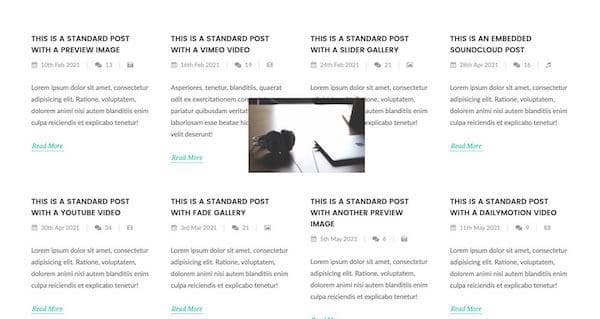 THIS IS A STANDARD POST
WITH A PREVIEW IMAGE
10th Feb 2021
13
Lorem ipsum dolor sit amet, consectetur
adipisicing elit. Ratione, voluptatem,
dolorem animi nisi autem blanditiis enim
culpa reiciendis et explicabo tenetur!
Read More
THIS IS A STANDARD POST
WITH A VIMEO VIDEO
16th Feb 2021
19
Asperiores, tenetur, blanditiis, quaerat
odit ex exercitationem
pariatur quibusdam veritatis
laboriosam esse beatae
velit deserunt!
Read More
THIS IS A STANDARD POST
WITH A SLIDER GALLERY
24th Feb 2021
21
Lorem ipsum dolor sit amet, consectetur
THIS IS AN EMBEDDED
SOUNDCLOUD POST
28th Apr 2021
16
Lorem ipsum dolor sit amet, consectetur
adipisicing elit. Ratione, voluptatem,
dolorem animi nisi autem blanditiis enim
culpa reiciendis et explicabo tenetur!
Read More
THIS IS A STANDARD POST
WITH A YOUTUBE VIDEO
30th Apr 2021
34
Lorem ipsum dolor sit amet, consectetur
adipisicing elit. Ratione, voluptatem,
dolorem animi nisi autem blanditiis enim
culpa reiciendis et explicabo tenetur!
Read More
THIS IS A STANDARD POST
WITH FADE GALLERY
3rd Mar 2021
21
Lorem ipsum dolor sit amet, consectetur
adipisicing elit. Ratione, voluptatem,
dolorem animi nisi autem blanditiis enim
culpa reiciendis et explicabo tenetur!
Read More
THIS IS A STANDARD POST
WITH ANOTHER PREVIEW
IMAGE
5th May 2021
6
Lorem ipsum dolor sit amet, consectetur
adipisicing elit. Ratione, voluptatem,
dolorem animi nisi autem blanditiis enim
culpa reiciendis et explicabo tenetur!
THIS IS A STANDARD POST
WITH A DAILYMOTION VIDEO
11th May 2021
9
Lorem ipsum dolor sit amet, consectetur
adipisicing elit. Ratione, voluptatem,
dolorem animi nisi autem blanditiis enim
culpa reiciendis et explicabo tenetur!
Read More